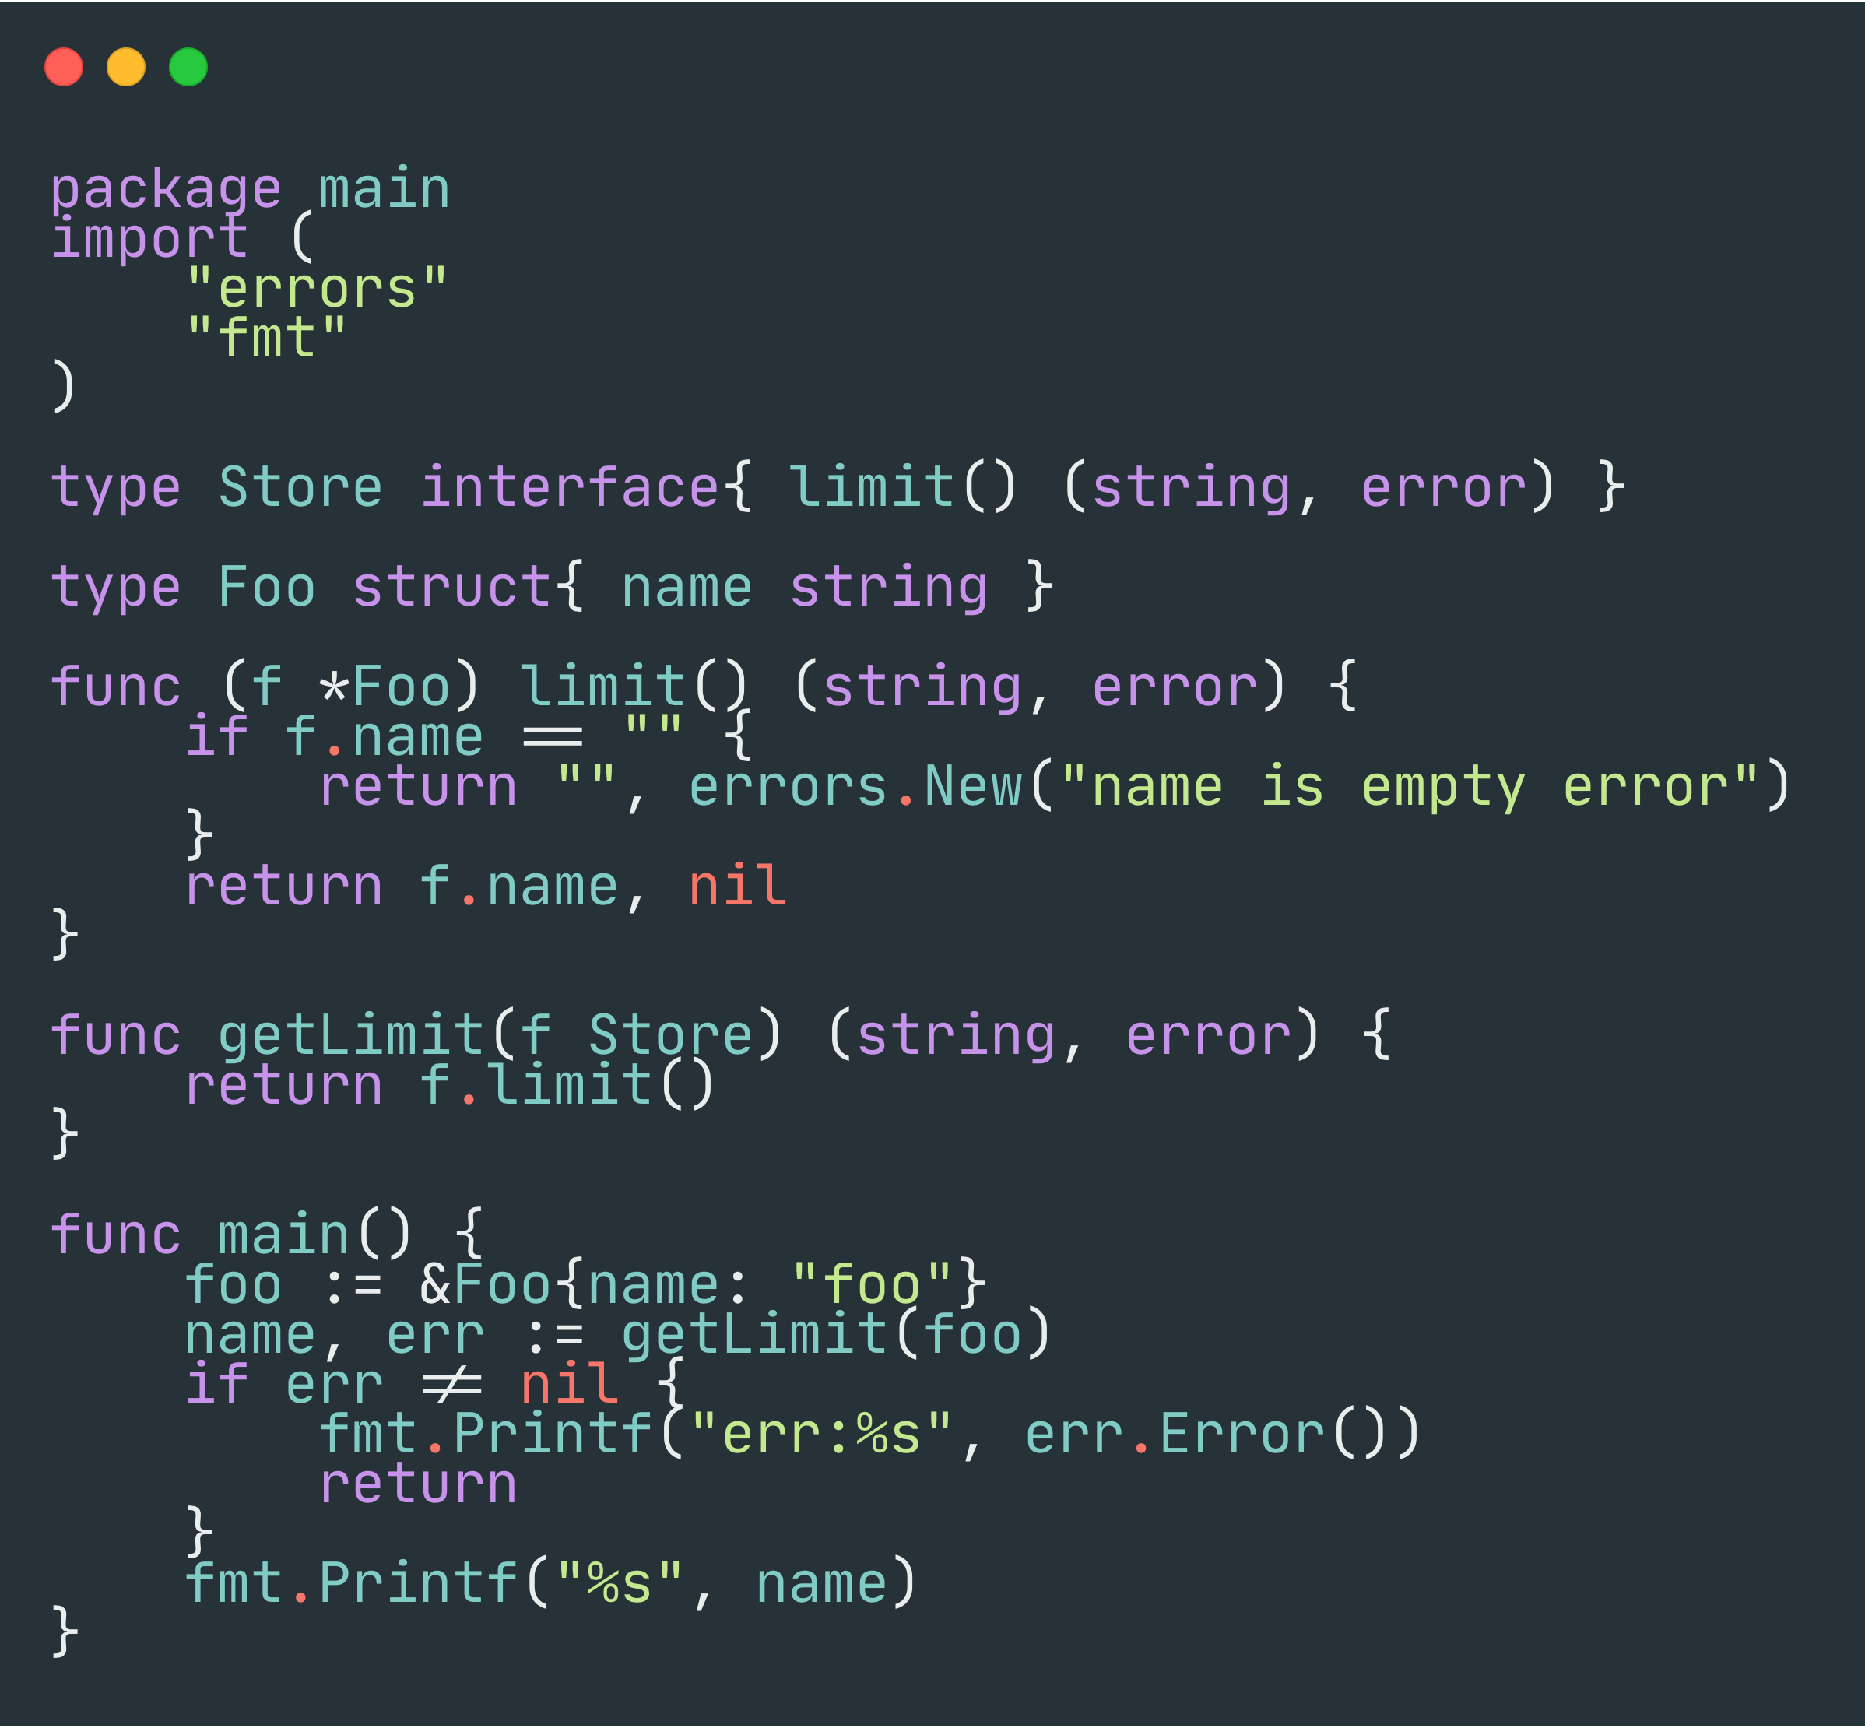 package main
import (
    "errors"
    "fmt"
)
type Store interface{ limit() (string, error) }
type Foo struct{ name string }
func (f *Foo) limit() (string, error) {
    if f.name == "" {
        return "", errors.New("name is empty error")
    }
    return f.name, nil
}
func getLimit(f Store) (string, error) {
    return f.limit()
}
func main() {
    foo := &Foo{name: "foo"}
    name, err := getLimit(foo)
    if err != nil {
        fmt.Printf("err:%s", err.Error())
        return
    }
    fmt.Printf("%s", name)
}